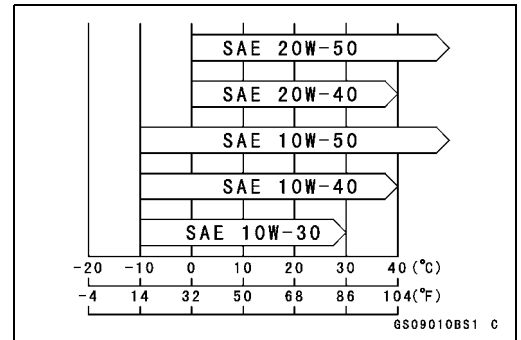 SAE 20W-50
SAE 20W-40
SAE 10W-50
SAE 10W-40
SAE 10W-30
-20 -10 0 10 20 30 40 (°C)
-4 14 32 50 68 86 104(°F)
GS09010BS1 C